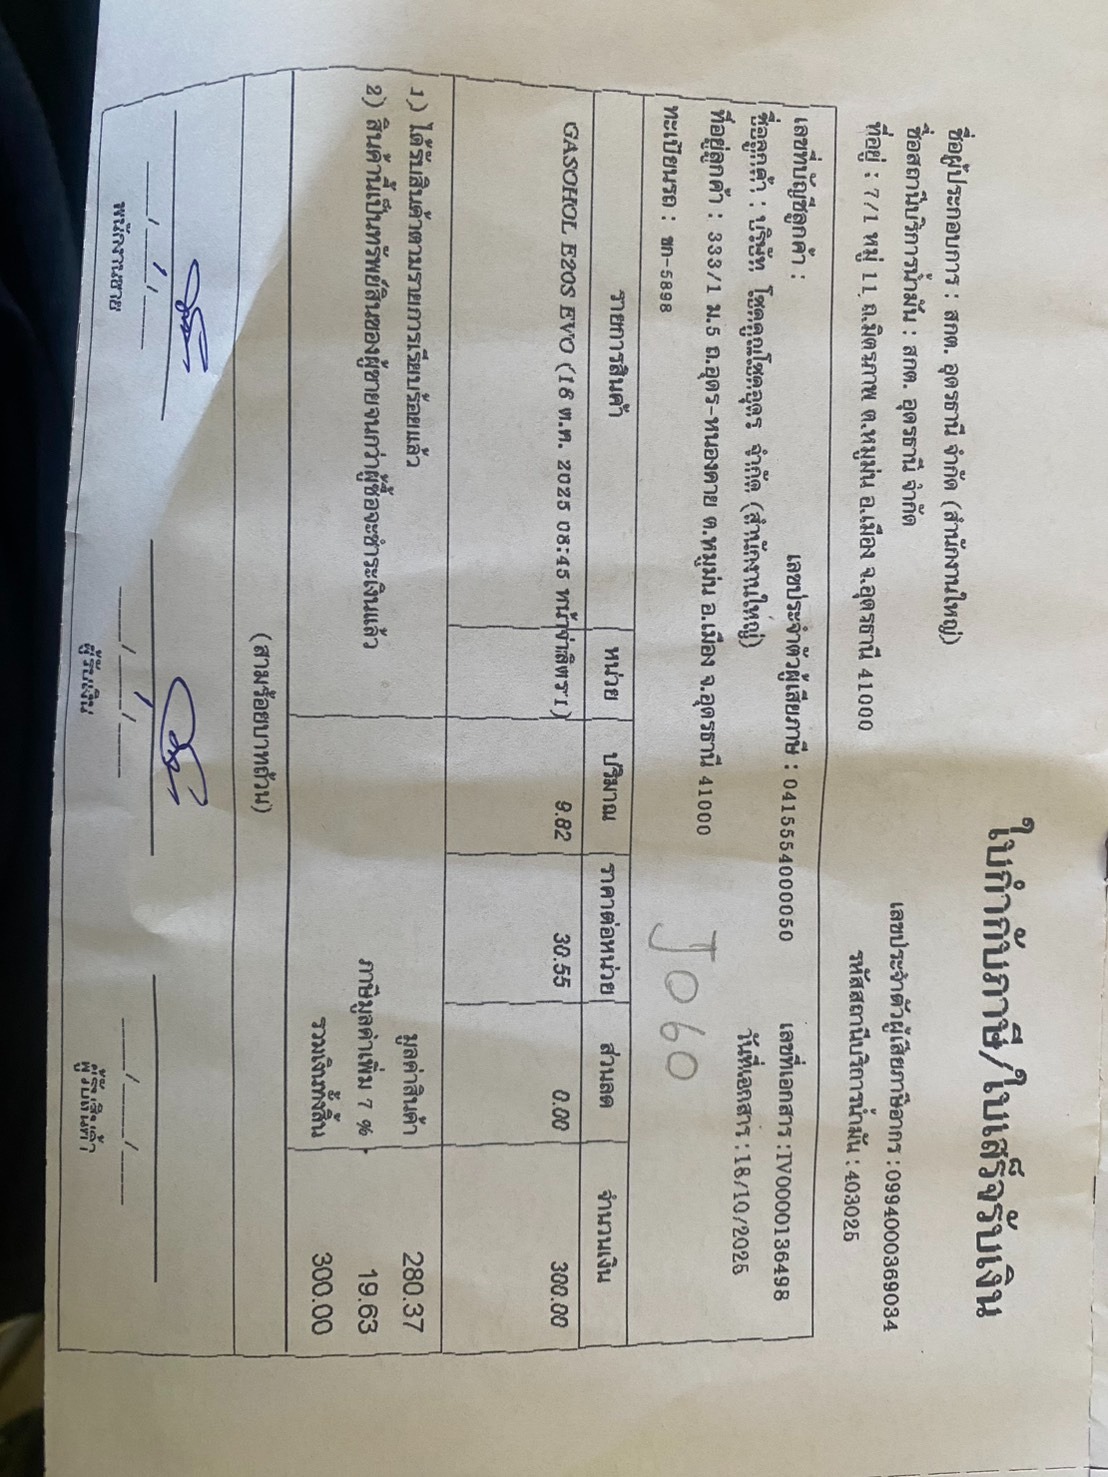 ใบกำกับภาษี/ใบเสร็จรับเงิน
ชื่อผู้ประกอบการ : สกต. อุดรธานี จำกัด (สำนักงานใหญ่) เลขประจำตัวผู้เสียภาษีอากร : 0994000369034
ชื่อสถานีบริการน้ำมัน : สกต. อุดรธานี จำกัด รหัสสถานีบริการน้ำมัน : 403025
ที่อยู่ : 7/1 หมู่ 11 ถ.มิตรภาพ ต.หมูม่น อ.เมือง จ.อุดรธานี 41000
เลขที่บัญชีลูกค้า : เลขประจำตัวผู้เสียภาษี : 0415554000050 เลขที่เอกสาร : TV0000136498
ชื่อลูกค้า : บริษัท โชคคูณโชคอุดร จำกัด (สำนักงานใหญ่) วันที่เอกสาร : 18/10/2025
ที่อยู่ลูกค้า : 333/1 ม.5 ถ.อุดร-หนองคาย ต.หมูม่น อ.เมือง จ.อุดรธานี 41000
ทะเบียนรถ : ขก-5898 J060
รายการสินค้า หน่วย ปริมาณ ราคาต่อหน่วย ส่วนลด จำนวนเงิน
GASOHOL E20S EVO (18 ต.ค. 2025 08:45 หน้าจ่าย ลิตร 1) 9.82 30.55 0.00 300.00
1.) ได้รับสินค้าตามรายการเรียบร้อยแล้ว มูลค่าสินค้า 280.37
2) สินค้านี้เป็นทรัพย์สินของผู้ขายจนกว่าผู้ซื้อจะชำระเงินแล้ว ภาษีมูลค่าเพิ่ม 7 % 19.63
รวมเงินทั้งสิ้น 300.00
(สามร้อยบาทถ้วน)
___/___/___ ___/___/___ ___/___/___
พนักงานขาย ผู้รับเงิน ผู้รับสินค้า